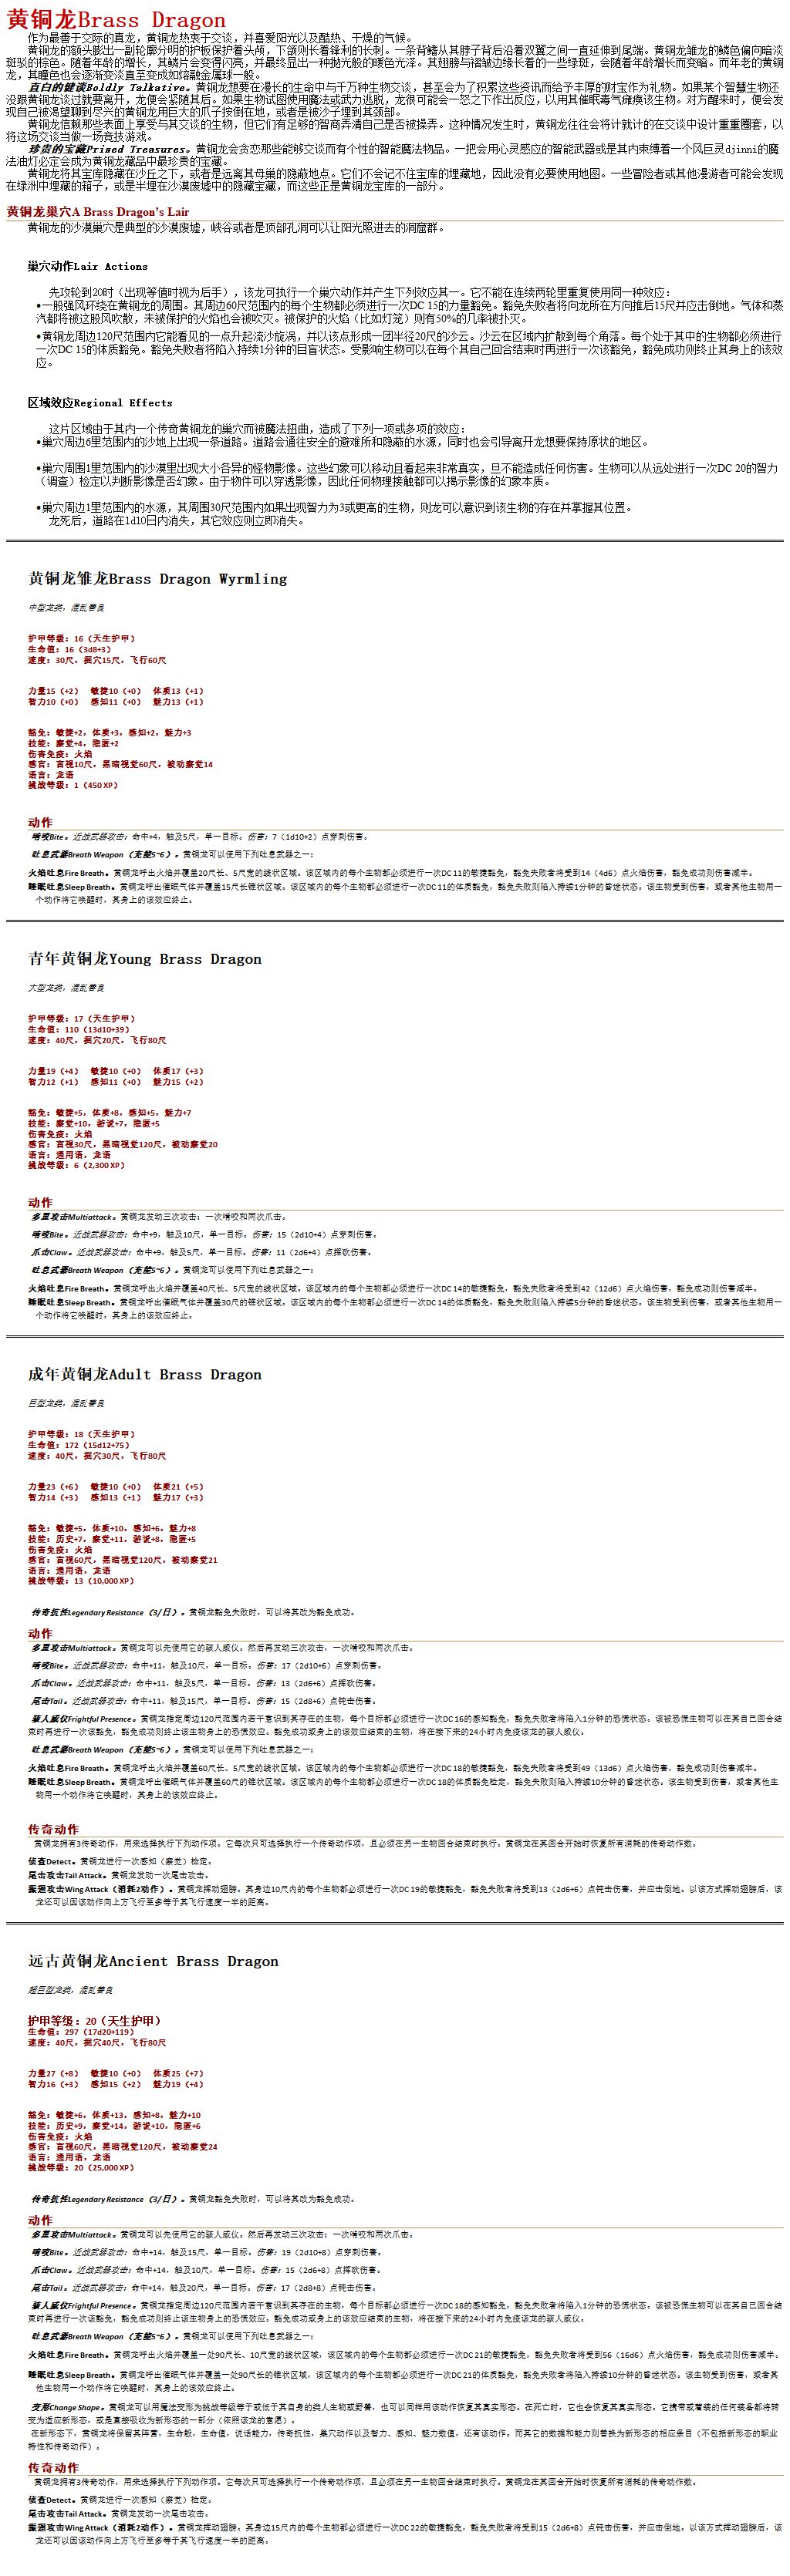 黄铜龙Brass Dragon
作为最善于交际的真龙，黄铜龙热衷于交谈，并喜爱阳光以及酷热、干燥的气候。
黄铜龙的额头膨出一副轮廓分明的护板保护着头颅，下颌则长着锋利的长刺。一条背鳍从其脖子背后沿着双翼之间一直延伸到尾端。黄铜龙雏龙的鳞色偏向暗淡
斑驳的棕色。随着年龄的增长，其鳞片会变得闪亮，并最终显出一种抛光般的暖色光泽。其翅膀与褶皱边缘长着的一些绿斑，会随着年龄增长而变暗。而年老的黄铜
龙，其瞳色也会逐渐变淡直至变成如熔融金属球一般。
直白的健谈Boldly Talkative。黄铜龙想要在漫长的生命中与千万种生物交谈，甚至会为了积累这些资讯而给予丰厚的财宝作为礼物。如果某个智慧生物还
没跟黄铜龙谈过就要离开，龙便会紧随其后。如果生物试图使用魔法或武力逃脱，龙很可能会一怒之下作出反应，以用其催眠毒气瘫痪该生物。对方醒来时，便会发
现自己被渴望聊到尽兴的黄铜龙用巨大的爪子按倒在地，或者是被沙子埋到其颈部。
黄铜龙信赖那些表面上享受与其交谈的生物，但它们有足够的智商弄清自己是否被操弄。这种情况发生时，黄铜龙往往会将计就计的在交谈中设计重重圈套，以
将这场交谈当做一场竞技游戏。
珍贵的宝藏Prised Treasures。黄铜龙会贪恋那些能够交谈而有个性的智能魔法物品。一把会用心灵感应的智能武器或是其内束缚着一个风巨灵djinni的魔
法油灯必定会成为黄铜龙藏品中最珍贵的宝藏。
黄铜龙将其宝库隐藏在沙丘之下，或者是远离其母巢的隐蔽地点。它们不会记不住宝库的埋藏地，因此没有必要使用地图。一些冒险者或其他漫游者可能会发现
在绿洲中埋藏的箱子，或是半埋在沙漠废墟中的隐藏宝藏，而这些正是黄铜龙宝库的一部分。
黄铜龙巢穴A Brass Dragon's Lair
黄铜龙的沙漠巢穴是典型的沙漠废墟，峡谷或者是顶部孔洞可以让阳光照进去的洞窟群。
巢穴动作Lair Actions
先攻轮到20时（出现等值时视为后手），该龙可执行一个巢穴动作并产生下列效应其一。它不能在连续两轮里重复使用同一种效应：
●一股强风环绕在黄铜龙的周围。其周边60尺范围内的每个生物都必须进行一次DC 15的力量豁免。豁免失败者将向龙所在方向推后15尺并应击倒地。气体和蒸
汽都将被这股风吹散，未被保护的火焰也会被吹灭。被保护的火焰（比如灯笼）则有50%的几率被扑灭。
●黄铜龙周边120尺范围内它能看见的一点升起流沙旋涡，并以该点形成一团半径20尺的沙云。沙云在区域内扩散到每个角落。每个处于其中的生物都必须进行
一次DC 15的体质豁免。豁免失败者将陷入持续1分钟的目盲状态。受影响生物可以在每个其自己回合结束时再进行一次该豁免，豁免成功则终止其身上的该效
应。
区域效应Regional Effects
这片区域由于其内一个传奇黄铜龙的巢穴而被魔法扭曲，造成了下列一项或多项的效应：
●巢穴周边6里范围内的沙地上出现一条道路。道路会通往安全的避难所和隐蔽的水源，同时也会引导离开龙想要保持原状的地区。
●巢穴周围1里范围内的沙漠里出现大小各异的怪物影像。这些幻象可以移动且看起来非常真实，但不能造成任何伤害。生物可以从远处进行一次DC 20的智力
（调查）检定以判断影像是否幻象。由于物件可以穿透影像，因此任何物理接触都可以揭示影像的幻象本质。
●巢穴周边1里范围内的水源，其周围30尺范围内如果出现智力为3或更高的生物，则龙可以意识到该生物的存在并掌握其位置。
龙死后，道路在1d10日内消失，其它效应则立即消失。
黄铜龙雏龙Brass Dragon Wyrmling
中型龙类，混乱善良
护甲等级：16（天生护甲）
生命值：16（3d8+3）
速度：30尺，掘穴15尺，飞行60尺
力量15（+2） 敏捷10（+0） 体质13（+1）
智力10（+0） 感知11（+0） 魅力13（+1）
豁免：敏捷+2，体质+3，感知+2，魅力+3
技能：察觉+4，隐匿+2
伤害免疫：火焰
感官：盲视10尺，黑暗视觉60尺，被动察觉14
语言：龙语
挑战等级：1（450 XP）
动作
啃咬Bite。近战武器攻击：命中+4，触及5尺，单一目标。伤害：7（1d10+2）点穿刺伤害。
吐息武器Breath Weapon（充能5~6）。黄铜龙可以使用下列吐息武器之一：
火焰吐息Fire Breath。黄铜龙呼出火焰并覆盖20尺长、5尺宽的线状区域。该区域内的每个生物都必须进行一次DC 11的敏捷豁免，豁免失败者将受到14（4d6）点火焰伤害，豁免成功则伤害减半。
睡眠吐息Sleep Breath。黄铜龙呼出催眠气体并覆盖15尺长锥状区域。该区域内的每个生物都必须进行一次DC 11的体质豁免，豁免失败则陷入持续1分钟的昏迷状态。该生物受到伤害，或者其他生物用一
个动作将它唤醒时，其身上的该效应终止。
青年黄铜龙Young Brass Dragon
大型龙类，混乱善良
护甲等级：17（天生护甲）
生命值：110（13d10+39）
速度：40尺，掘穴20尺，飞行80尺
力量19（+4） 敏捷10（+0） 体质17（+3）
智力12（+1） 感知11（+0） 魅力15（+2）
豁免：敏捷+5，体质+8，感知+5，魅力+7
技能：察觉+10，游说+7，隐匿+5
伤害免疫：火焰
感官：盲视30尺，黑暗视觉120尺，被动察觉20
语言：通用语，龙语
挑战等级：6（2,300 XP）
动作
多重攻击Multiattack。黄铜龙发动三次攻击：一次啃咬和两次爪击。
啃咬Bite。近战武器攻击：命中+9，触及10尺，单一目标。伤害：15（2d10+4）点穿刺伤害。
爪击Claw。近战武器攻击：命中+9，触及5尺，单一目标。伤害：11（2d6+4）点挥砍伤害。
吐息武器Breath Weapon（充能5~6）。黄铜龙可以使用下列吐息武器之一：
火焰吐息Fire Breath。黄铜龙呼出火焰并覆盖40尺长、5尺宽的线状区域。该区域内的每个生物都必须进行一次DC 14的敏捷豁免，豁免失败者将受到42（12d6）点火焰伤害，豁免成功则伤害减半。
睡眠吐息Sleep Breath。黄铜龙呼出催眠气体并覆盖30尺的锥状区域。该区域内的每个生物都必须进行一次DC 14的体质豁免，豁免失败则陷入持续5分钟的昏迷状态。该生物受到伤害，或者其他生物用一
个动作将它唤醒时，其身上的该效应终止。
成年黄铜龙Adult Brass Dragon
巨型龙类，混乱善良
护甲等级：18（天生护甲）
生命值：172（15d12+75）
速度：40尺，掘穴30尺，飞行80尺
力量23（+6） 敏捷10（+0） 体质21（+5）
智力14（+3） 感知13（+1） 魅力17（+3）
豁免：敏捷+5，体质+10，感知+6，魅力+8
技能：历史+7，察觉+11，游说+8，隐匿+5
伤害免疫：火焰
感官：盲视60尺，黑暗视觉120尺，被动察觉21
语言：通用语，龙语
挑战等级：13（10,000 XP）
传奇抗性Legendary Resistance（3/日）。黄铜龙豁免失败时，可以将其改为豁免成功。
动作
多重攻击Multiattack。黄铜龙可以先使用它的骇人威仪。然后再发动三次攻击，一次啃咬和两次爪击。
啃咬Bite。近战武器攻击：命中+11，触及10尺，单一目标。伤害：17（2d10+6）点穿刺伤害。
爪击Claw。近战武器攻击：命中+11，触及5尺，单一目标。伤害：13（2d6+6）点挥砍伤害。
尾击Tail。近战武器攻击：命中+11，触及15尺，单一目标。伤害：15（2d8+6）点钝击伤害。
骇人威仪Frightful Presence。黄铜龙指定周边120尺范围内若干意识到其存在的生物，每个目标都必须进行一次DC 16的感知豁免，豁免失败者将陷入1分钟的恐慌状态。该被恐慌生物可以在其自己回合结
束时再进行一次该豁免，豁免成功则终止该生物身上的恐慌效应。豁免成功或身上的该效应结束的生物，将在接下来的24小时内免疫该龙的骇人威仪。
吐息武器Breath Weapon（充能5~6）。黄铜龙可以使用下列吐息武器之一：
火焰吐息Fire Breath。黄铜龙呼出火焰并覆盖60尺长、5尺宽的线状区域。该区域内的每个生物都必须进行一次DC 18的敏捷豁免，豁免失败者将受到49（13d6）点火焰伤害，豁免成功则伤害减半。
睡眠吐息Sleep Breath。黄铜龙呼出催眠气体并覆盖60尺的锥状区域。该区域内的每个生物都必须进行一次DC 18的体质豁免检定，豁免失败则陷入持续10分钟的昏迷状态。该生物受到伤害，或者其他生
物用一个动作将它唤醒时，其身上的该效应终止。
传奇动作
黄铜龙拥有3传奇动作，用来选择执行下列动作项。它每次只可选择执行一个传奇动作项，且必须在另一生物回合结束时执行。黄铜龙在其回合开始时恢复所有消耗的传奇动作数。
侦查Detect。黄铜龙进行一次感知（察觉）检定。
尾击攻击Tail Attack。黄铜龙发动一次尾击攻击。
振翅攻击Wing Attack（消耗2动作）。黄铜龙挥动翅膀。其身边10尺内的每个生物都必须进行一次DC 19的敏捷豁免，豁免失败者将受到13（2d6+6）点钝击伤害，并应击倒地。以该方式挥动翅膀后，该
龙还可以因该动作向上方飞行至多等于其飞行速度一半的距离。
远古黄铜龙Ancient Brass Dragon
超巨型龙类，混乱善良
护甲等级：20（天生护甲）
生命值：297（17d20+119）
速度：40尺，掘穴40尺，飞行80尺
力量27（+8） 敏捷10（+0） 体质25（+7）
智力16（+3） 感知15（+2） 魅力19（+4）
豁免：敏捷+6，体质+13，感知+8，魅力+10
技能：历史+9，察觉+14，游说+10，隐匿+6
伤害免疫：火焰
感官：盲视60尺，黑暗视觉120尺，被动察觉24
语言：通用语，龙语
挑战等级：20（25,000 XP）
传奇抗性Legendary Resistance（3/日）。黄铜龙豁免失败时，可以将其改为豁免成功。
动作
多重攻击Multiattack。黄铜龙可以先使用它的骇人威仪。然后再发动三次攻击：一次啃咬和两次爪击。
啃咬Bite。近战武器攻击：命中+14，触及15尺，单一目标。伤害：19（2d10+8）点穿刺伤害。
爪击Claw。近战武器攻击：命中+14，触及10尺，单一目标。伤害：15（2d6+8）点挥砍伤害。
尾击Tail。近战武器攻击：命中+14，触及20尺，单一目标。伤害：17（2d8+8）点钝击伤害。
骇人威仪Frightful Presence。黄铜龙指定周边120尺范围内若干意识到其存在的生物，每个目标都必须进行一次DC 18的感知豁免，豁免失败者将陷入1分钟的恐慌状态。该被恐慌生物可以在其自己回合结
束时再进行一次该豁免，豁免成功则终止该生物身上的恐慌效应。豁免成功或身上的该效应结束的生物，将在接下来的24小时内免疫该龙的骇人威仪。
吐息武器Breath Weapon（充能5~6）。黄铜龙可以使用下列吐息武器之一：
火焰吐息Fire Breath。黄铜龙呼出火焰并覆盖一处90尺长、10尺宽的线状区域，该区域内的每个生物都必须进行一次DC 21的敏捷豁免，豁免失败者将受到56（16d6）点火焰伤害，豁免成功则伤害减半。
睡眠吐息Sleep Breath。黄铜龙呼出催眠气体并覆盖一处90尺长的锥状区域，该区域内的每个生物都必须进行一次DC 21的体质豁免，豁免失败者将陷入持续10分钟的昏迷状态。该生物受到伤害，或者其
他生物用一个动作将它唤醒时，其身上的该效应终止。
变形Change Shape。黄铜龙可以用魔法变形为挑战等级等于或低于其自身的类人生物或野兽，也可以同样用该动作恢复其真实形态。在死亡时，它也会恢复其真实形态。它携带或着装的任何装备都将转
变为适应新形态，或是直接吸收为新形态的一部分（依照该龙的意愿）。
在新形态下，黄铜龙将保留其阵营，生命骰，生命值，说话能力，传奇抗性，巢穴动作以及智力、感知、魅力数值，还有该动作。而其它的数据和能力则替换为新形态的相应条目（不包括新形态的职业
特性和传奇动作）。
传奇动作
黄铜龙拥有3传奇动作，用来选择执行下列动作项。它每次只可选择执行一个传奇动作项，且必须在另一生物回合结束时执行。黄铜龙在其回合开始时恢复所有消耗的传奇动作数。
侦查Detect。黄铜龙进行一次感知（察觉）检定。
尾击攻击Tail Attack。黄铜龙发动一次尾击攻击。
振翅攻击Wing Attack（消耗2动作）。黄铜龙挥动翅膀。其身边15尺内的每个生物都必须进行一次DC 22的敏捷豁免，豁免失败者将受到15（2d6+8）点钝击伤害，并应击倒地。以该方式挥动翅膀后，该
龙还可以因该动作向上方飞行至多等于其飞行速度一半的距离。